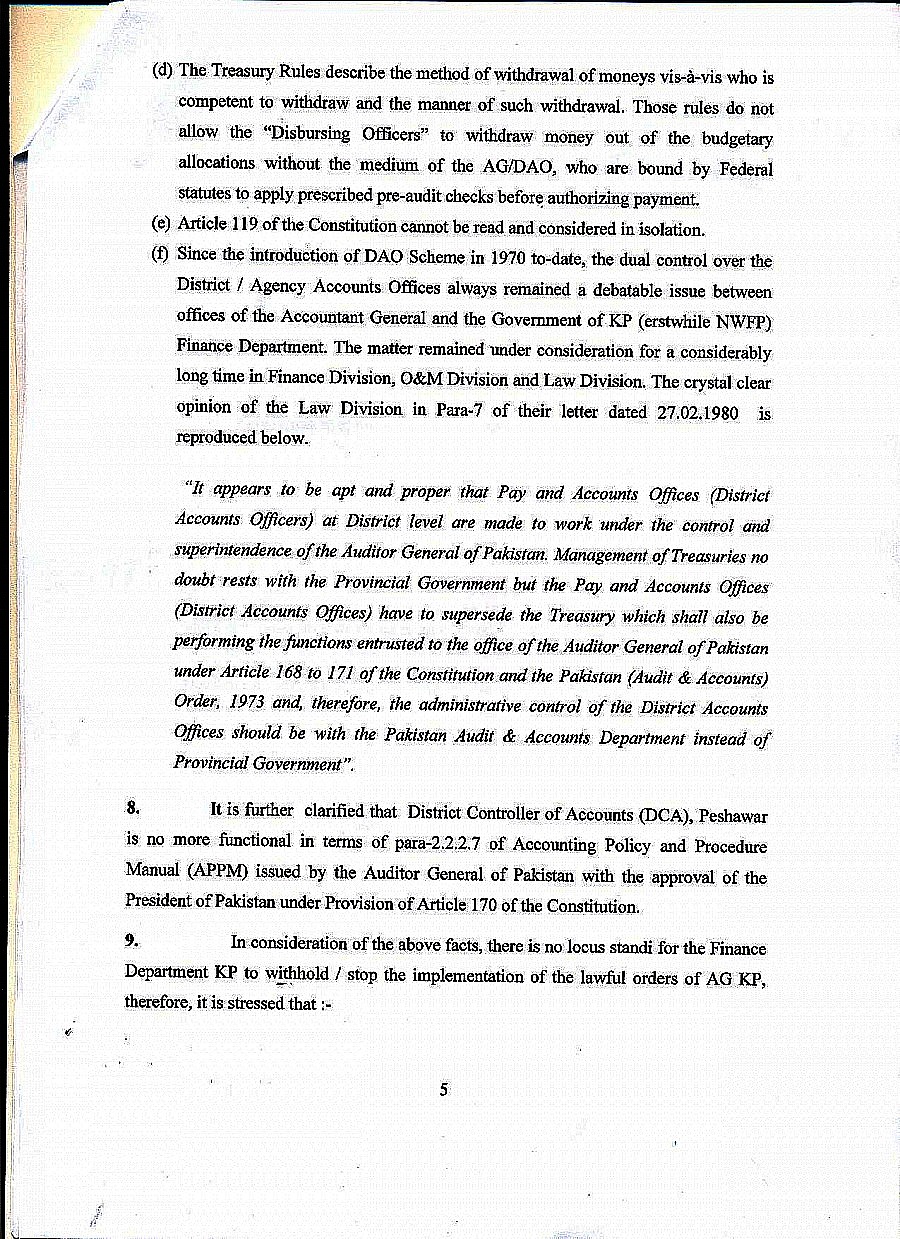 (d) The Treasury Rules describe the method of withdrawal of moneys vis-à-vis who is
competent to withdraw and the manner of such withdrawal. Those rules do not
allow the “Disbursing Officers” to withdraw money out of the budgetary
allocations without the medium of the AG/DAO, who are bound by Federal
statutes to apply prescribed pre-audit checks before authorizing payment.
(e) Article 119 of the Constitution cannot be read and considered in isolation.
(f) Since the introduction of DAO Scheme in 1970 to-date, the dual control over the
District / Agency Accounts Offices always remained a debatable issue between
offices of the Accountant General and the Government of KP (erstwhile NWFP)
Finance Department. The matter remained under consideration for a considerably
long time in Finance Division, O&M Division and Law Division. The crystal clear
opinion of the Law Division in Para-7 of their letter dated 27.02.1980 is
reproduced below.
“It appears to be apt and proper that Pay and Accounts Offices (District
Accounts Officers) at District level are made to work under the control and
superintendence of the Auditor General of Pakistan. Management of Treasuries no
doubt rests with the Provincial Government but the Pay and Accounts Offices
(District Accounts Offices) have to supersede the Treasury which shall also be
performing the functions entrusted to the office of the Auditor General of Pakistan
under Article 168 to 171 of the Constitution and the Pakistan (Audit & Accounts)
Order, 1973 and, therefore, the administrative control of the District Accounts
Offices should be with the Pakistan Audit & Accounts Department instead of
Provincial Government”.
8. It is further clarified that District Controller of Accounts (DCA), Peshawar
is no more functional in terms of para-2.2.2.7 of Accounting Policy and Procedure
Manual (APPM) issued by the Auditor General of Pakistan with the approval of the
President of Pakistan under Provision of Article 170 of the Constitution.
9. In consideration of the above facts, there is no locus standi for the Finance
Department KP to withhold / stop the implementation of the lawful orders of AG KP,
therefore, it is stressed that :-
5